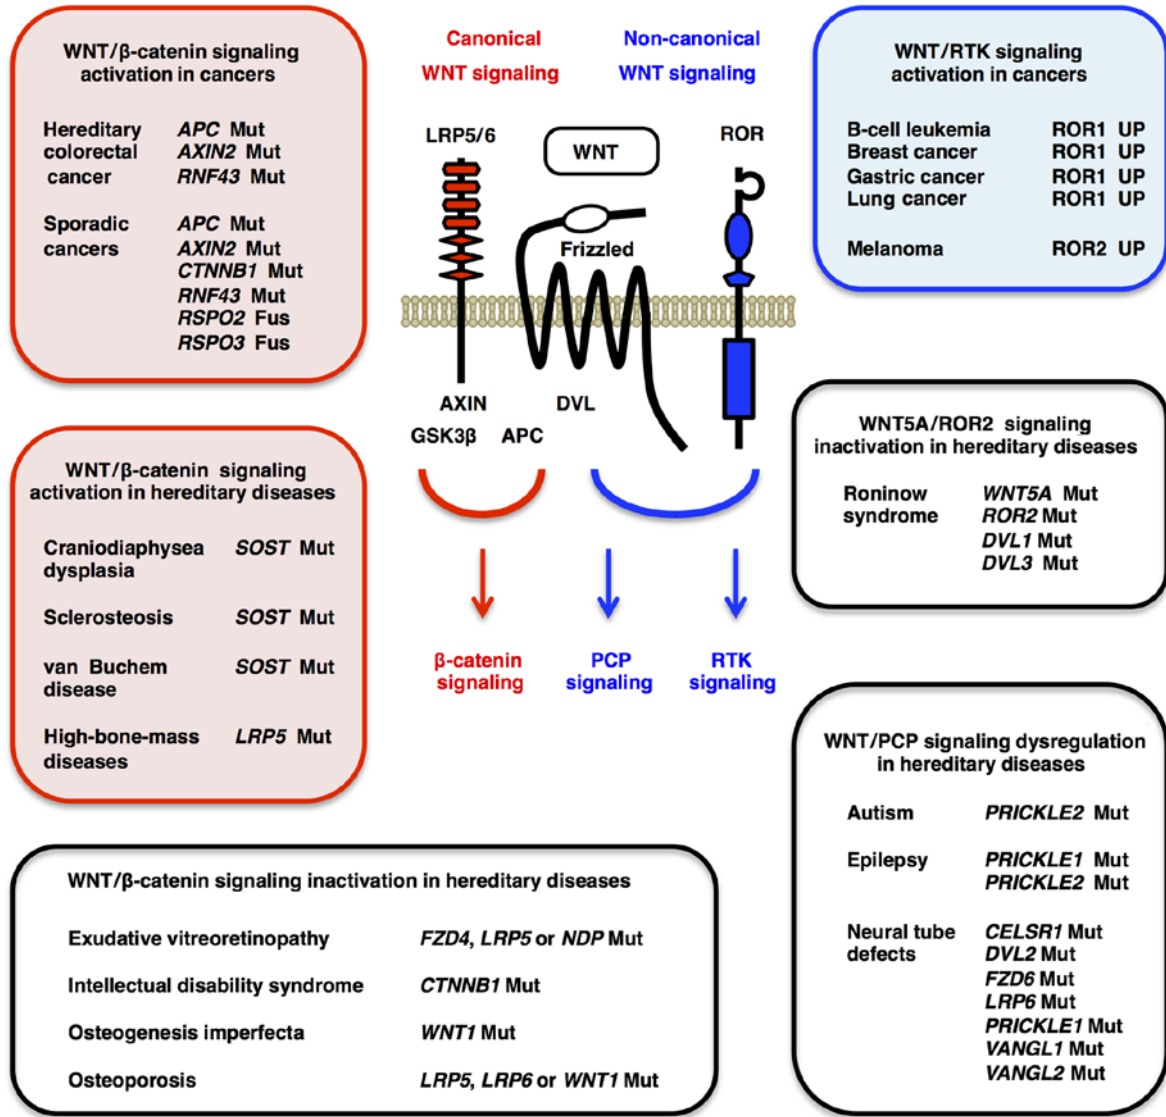 WNT/β-catenin signaling
activation in cancers
Hereditary APC Mut
colorectal AXIN2 Mut
cancer RNF43 Mut
Sporadic APC Mut
cancers AXIN2 Mut
CTNNB1 Mut
RNF43 Mut
RSPO2 Fus
RSPO3 Fus
WNT/β-catenin signaling
activation in hereditary diseases
Craniodiaphysea SOST Mut
dysplasia
Sclerosteosis SOST Mut
van Buchem SOST Mut
disease
High-bone-mass LRP5 Mut
diseases
Canonical
WNT signaling
Non-canonical
WNT signaling
LRP5/6
WNT
ROR
Frizzled
AXIN
DVL
GSK3β
APC
β-catenin
signaling
PCP
signaling
RTK
signaling
WNT/RTK signaling
activation in cancers
B-cell leukemia ROR1 UP
Breast cancer ROR1 UP
Gastric cancer ROR1 UP
Lung cancer ROR1 UP
Melanoma ROR2 UP
WNT5A/ROR2 signaling
inactivation in hereditary diseases
Roninow WNT5A Mut
syndrome ROR2 Mut
DVL1 Mut
DVL3 Mut
WNT/PCP signaling dysregulation
in hereditary diseases
Autism PRICKLE2 Mut
Epilepsy PRICKLE1 Mut
PRICKLE2 Mut
Neural tube CELSR1 Mut
defects DVL2 Mut
FZD6 Mut
LRP6 Mut
PRICKLE1 Mut
VANGL1 Mut
VANGL2 Mut
WNT/β-catenin signaling inactivation in hereditary diseases
Exudative vitreoretinopathy FZD4, LRP5 or NDP Mut
Intellectual disability syndrome CTNNB1 Mut
Osteogenesis imperfecta WNT1 Mut
Osteoporosis LRP5, LRP6 or WNT1 Mut